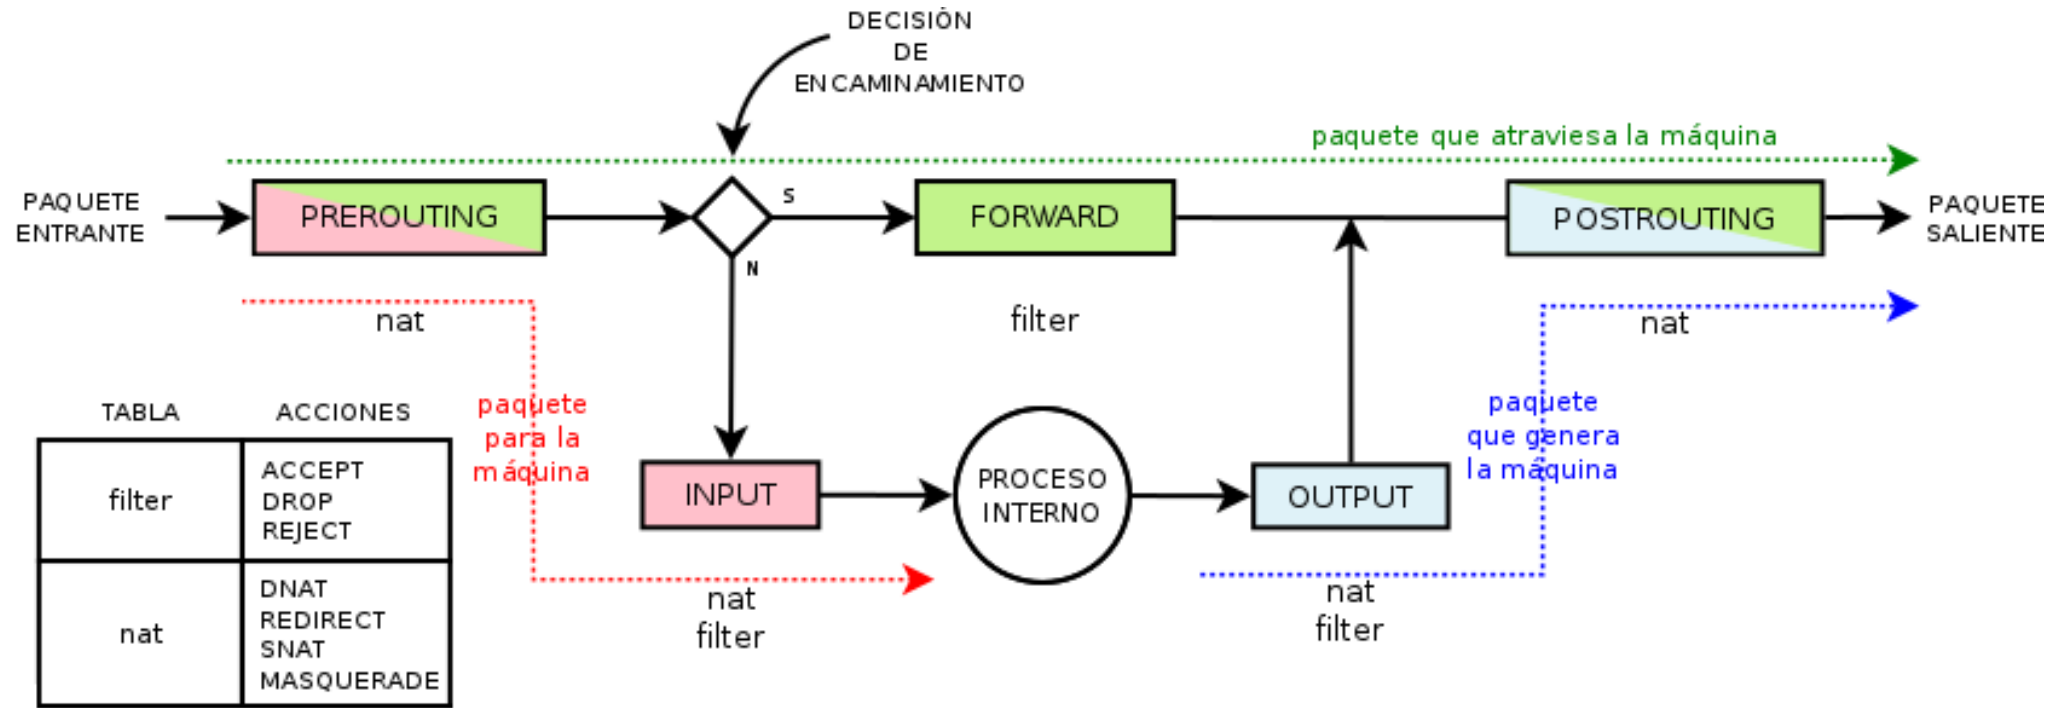 DECISIÓN
DE
ENCAMINAMIENTO
paquete que atraviesa la máquina
PAQUETE
ENTRANTE
PREROUTING
S
N
FORWARD
POSTROUTING
PAQUETE
SALIENTE
nat
filter
nat
paquete
para la
máquina
paquete
que genera
la máquina
INPUT
PROCESO
INTERNO
OUTPUT
nat
filter
nat
filter
TABLA ACCIONES
filter
ACCEPT
DROP
REJECT
nat
DNAT
REDIRECT
SNAT
MASQUERADE